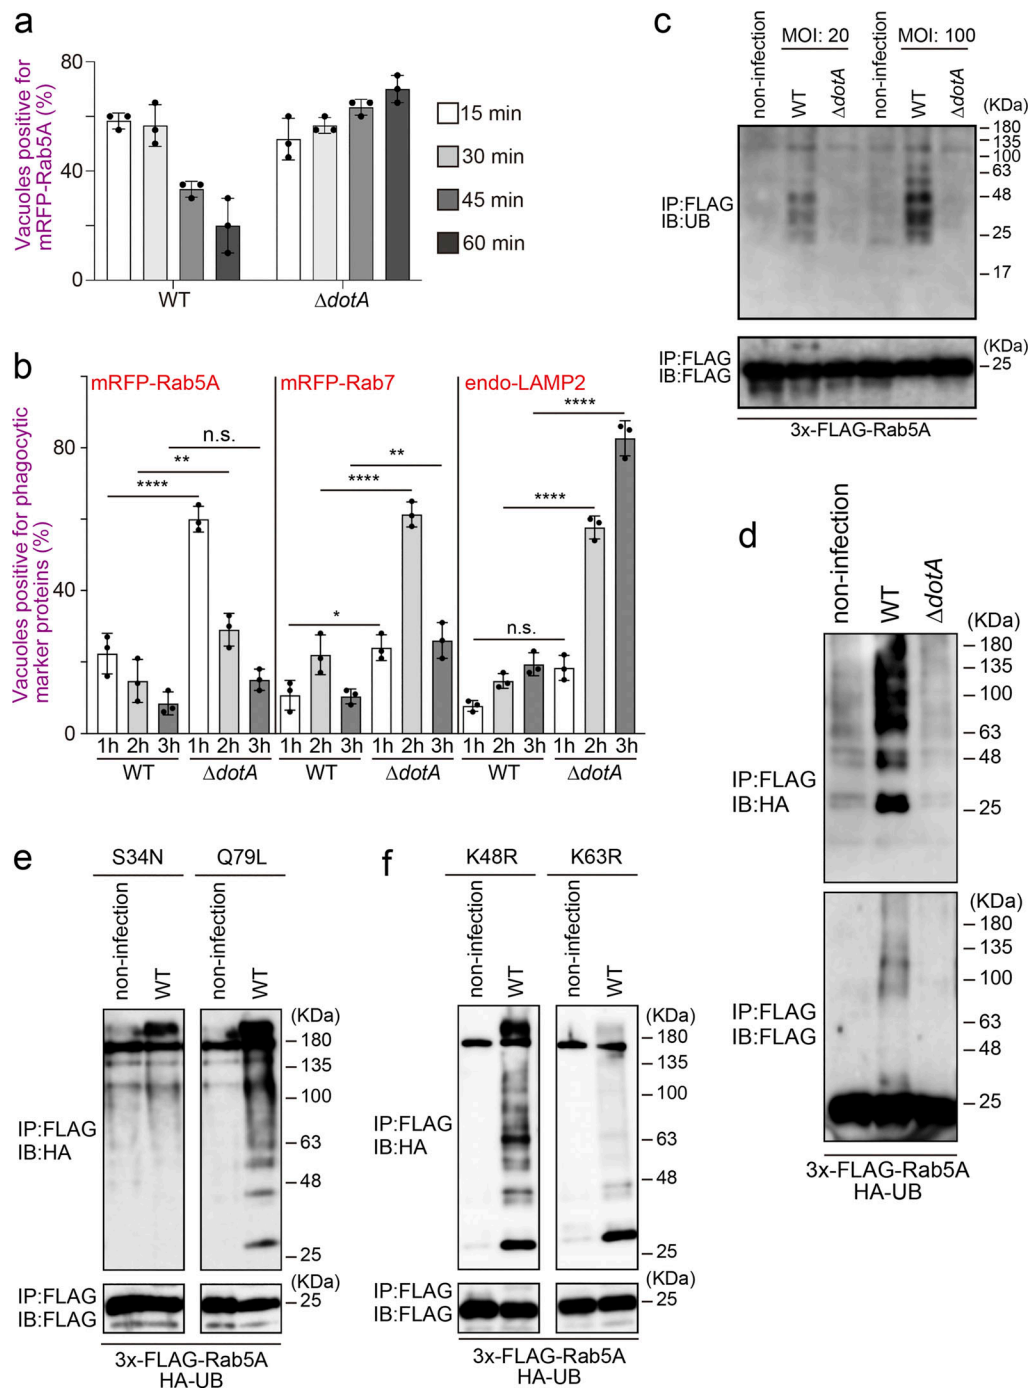 a
Vacuoles positive for
mRFP-Rab5A (%)
80
40
0
WT
ΔdotA
15 min
30 min
45 min
60 min
b
Vacuoles positive for phagocytic
marker proteins (%)
mRFP-Rab5A
mRFP-Rab7
endo-LAMP2
80
40
0
n.s.
**
****
**
****
*
****
****
n.s.
1h 2h 3h 1h 2h 3h 1h 2h 3h 1h 2h 3h 1h 2h 3h 1h 2h 3h
WT ΔdotA WT ΔdotA WT ΔdotA
c
MOI: 20
MOI: 100
non-infection
WT
ΔdotA
non-infection
WT
ΔdotA
(KDa)
180
135
100
63
48
25
17
IP:FLAG
IB:UB
(KDa)
25
IP:FLAG
IB:FLAG
3x-FLAG-Rab5A
d
non-infection
WT
ΔdotA
(KDa)
180
135
100
63
48
25
IP:FLAG
IB:HA
(KDa)
180
135
100
63
48
25
IP:FLAG
IB:FLAG
3x-FLAG-Rab5A
HA-UB
e
S34N
Q79L
non-infection
WT
non-infection
WT
(KDa)
180
135
100
63
48
25
IP:FLAG
IB:HA
(KDa)
25
IP:FLAG
IB:FLAG
3x-FLAG-Rab5A
HA-UB
f
K48R
K63R
non-infection
WT
non-infection
WT
(KDa)
180
135
100
63
48
25
IP:FLAG
IB:HA
(KDa)
25
IP:FLAG
IB:FLAG
3x-FLAG-Rab5A
HA-UB